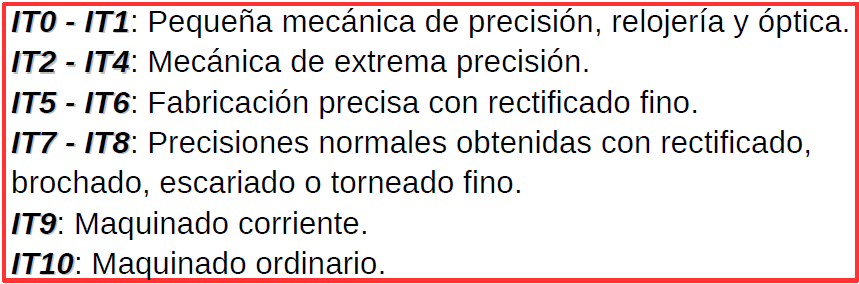 IT0 - IT1: Pequeña mecánica de precisión, relojería y óptica.
IT2 - IT4: Mecánica de extrema precisión.
IT5 - IT6: Fabricación precisa con rectificado fino.
IT7 - IT8: Precisiones normales obtenidas con rectificado,
brochado, escariado o torneado fino.
IT9: Maquinado corriente.
IT10: Maquinado ordinario.